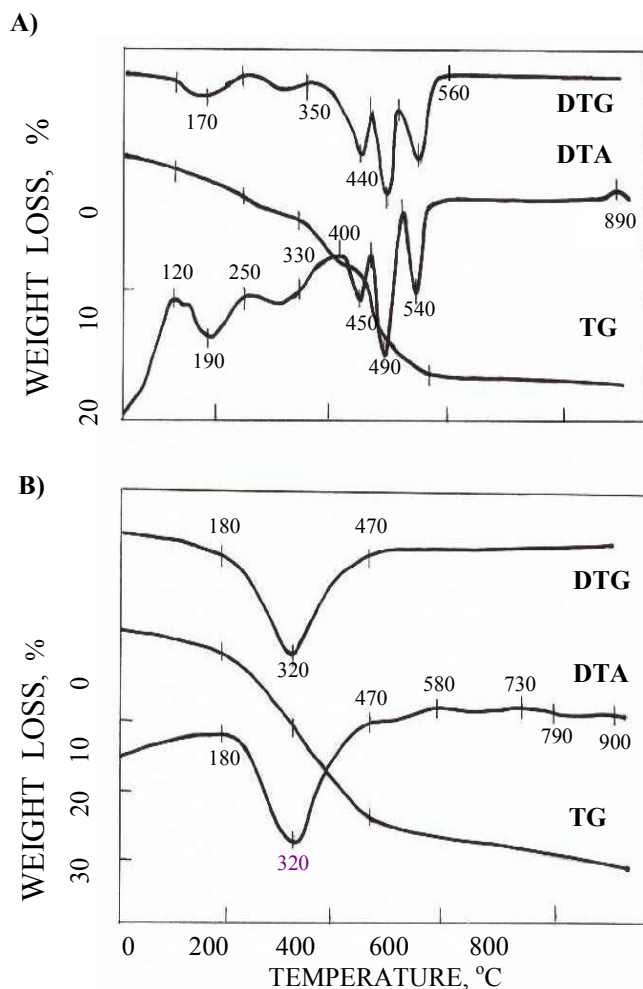 A)
WEIGHT LOSS, %
0
10
20
170
350
560
DTG
440
DTA
120
250
330
400
890
190
450
490
540
TG
B)
WEIGHT LOSS, %
0
10
20
30
180
470
DTG
320
DTA
180
470
580
730
790
900
320
TG
0 200 400 600 800
TEMPERATURE, °C